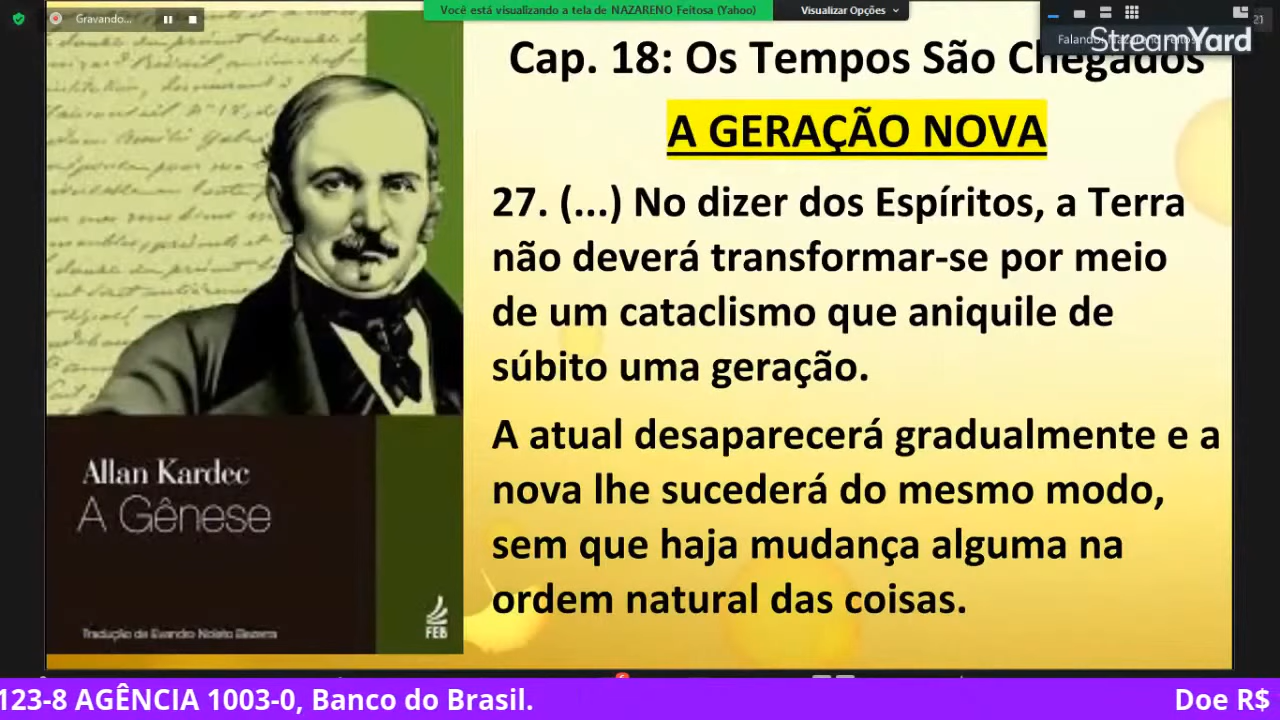 Gravando...
Você está visualizando a tela de NAZARENO Feitosa (Yahoo)
Visualizar Opções
21
StreamYard
Cap. 18: Os Tempos São Chegados
A GERAÇÃO NOVA
27. (...) No dizer dos Espíritos, a Terra
não deverá transformar-se por meio
de um cataclismo que aniquile de
súbito uma geração.
A atual desaparecerá gradualmente e a
nova lhe sucederá do mesmo modo,
sem que haja mudança alguma na
ordem natural das coisas.
Allan Kardec
A Gênese
Tradução de Evandro Noleto Bezerra
FEB
123-8 AGÊNCIA 1003-0, Banco do Brasil.
Doe R$